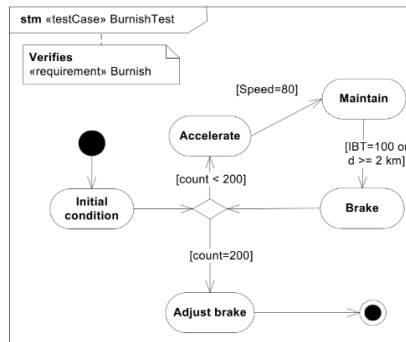 stm «testCase» BurnishTest
Verifies
«requirement» Burnish
[Speed=80]
Maintain
Accelerate
[IBT=100 or
d >= 2 km]
[count < 200]
Initial
condition
Brake
[count=200]
Adjust brake